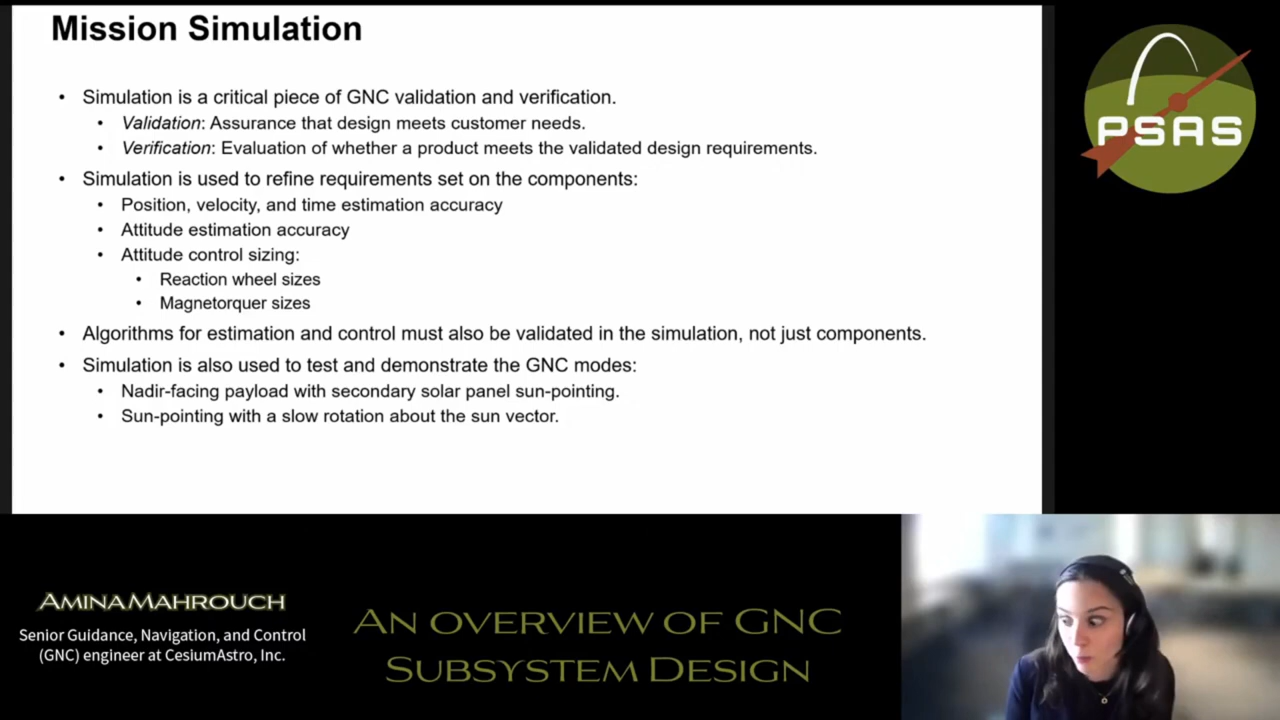 Mission Simulation
• Simulation is a critical piece of GNC validation and verification.
• Validation: Assurance that design meets customer needs.
• Verification: Evaluation of whether a product meets the validated design requirements.
• Simulation is used to refine requirements set on the components:
• Position, velocity, and time estimation accuracy
• Attitude estimation accuracy
• Attitude control sizing:
• Reaction wheel sizes
• Magnetorquer sizes
• Algorithms for estimation and control must also be validated in the simulation, not just components.
• Simulation is also used to test and demonstrate the GNC modes:
• Nadir-facing payload with secondary solar panel sun-pointing.
• Sun-pointing with a slow rotation about the sun vector.
PSAS
Amina Mahrouch
Senior Guidance, Navigation, and Control
(GNC) engineer at CesiumAstro, Inc.
An overview of GNC
Subsystem Design